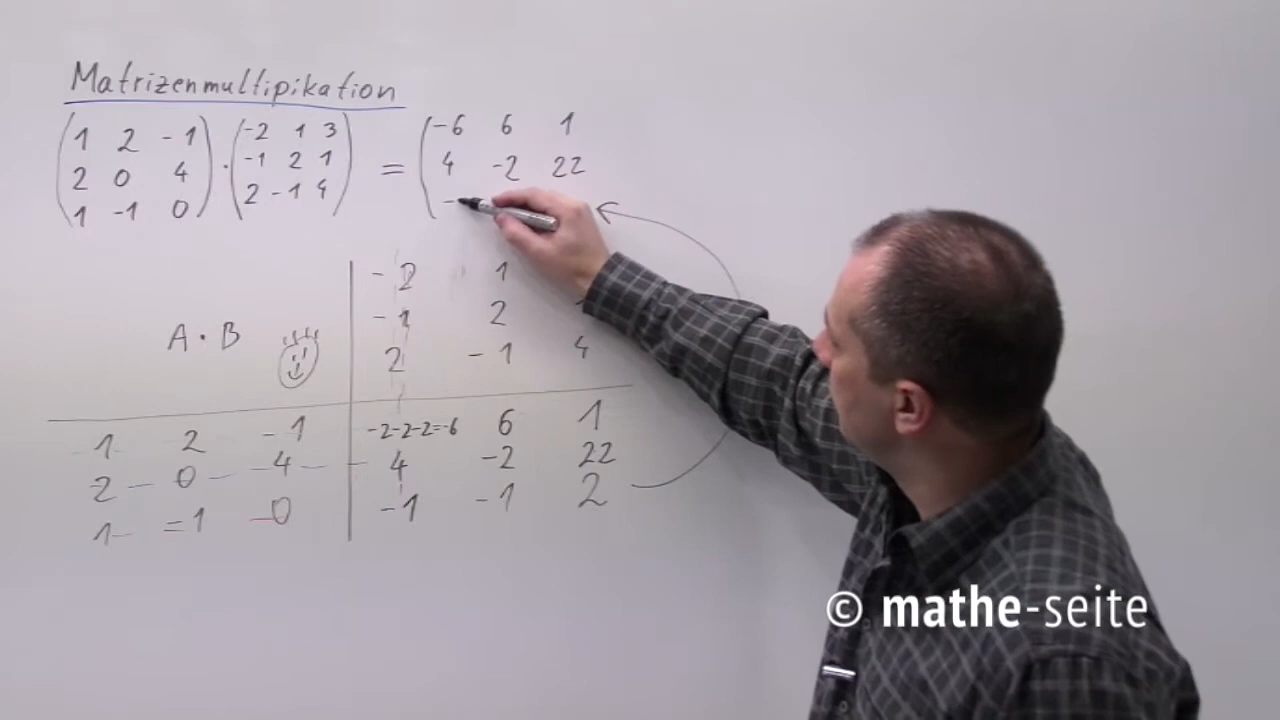 Matrizenmultipikation
1 2 -1 -2 1 3 -6 6 1
2 0 4 · -1 2 1 = 4 -2 22
1 -1 0 2 -1 4 -
-2 1
-1 2
A · B
2 -1 4
1 2 -1 -2-2-2=-6 6 1
2 0 4 4 -2 22
1 -1 0 -1 -1 2
© mathe-seite